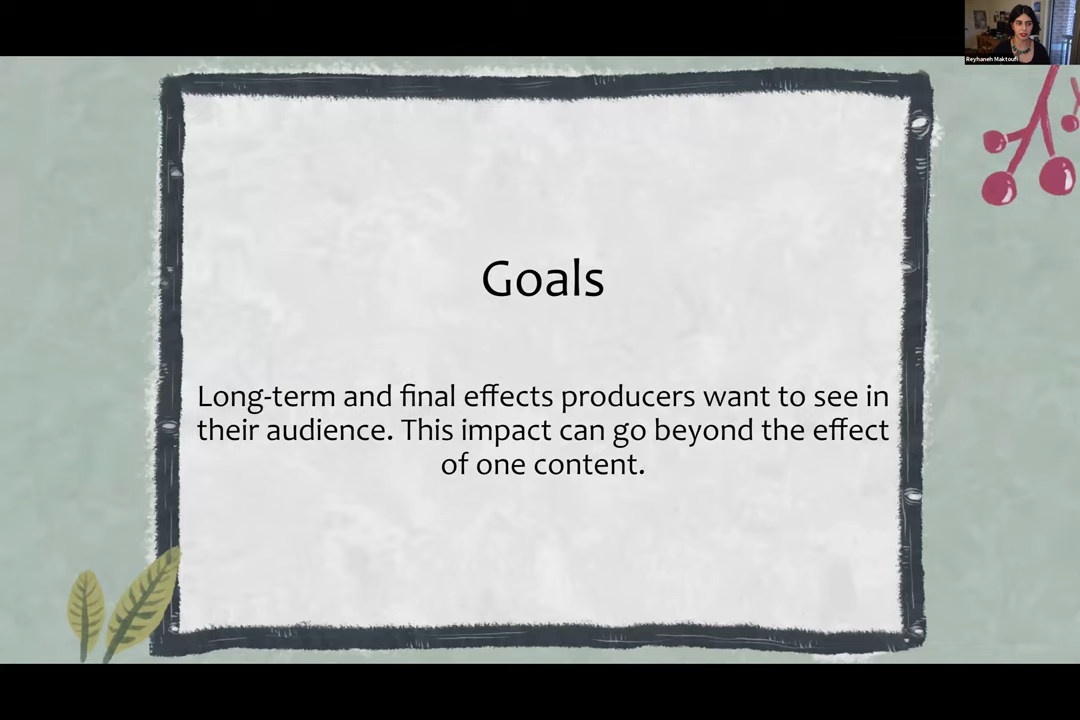 Reyhaneh Maktoufi
Goals
Long-term and final effects producers want to see in
their audience. This impact can go beyond the effect
of one content.